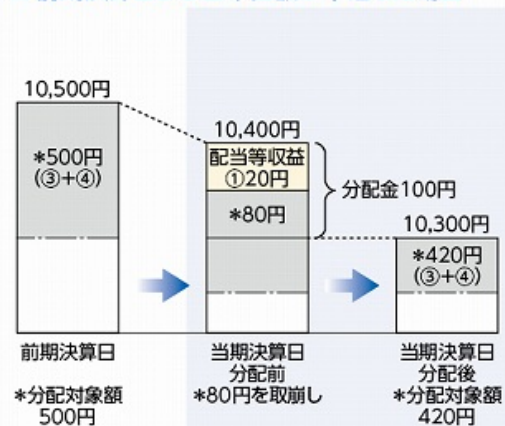 10,500円
*500円
(③+④)
10,400円
配当等収益
①20円
*80円
分配金100円
10,300円
*420円
(③+④)
前期決算日
*分配対象額
500円
当期決算日
分配前
*80円を取崩し
当期決算日
分配後
*分配対象額
420円